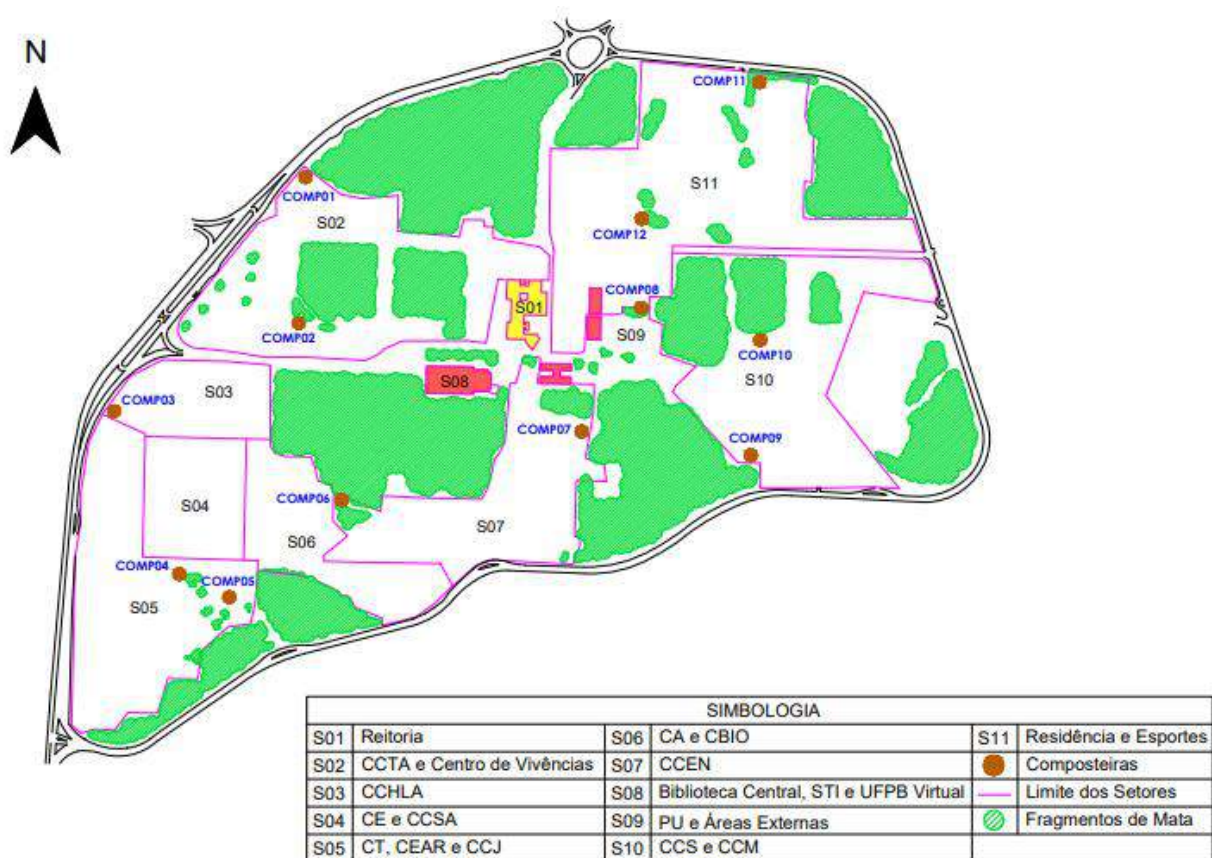 N
COMP11
COMP01
S11
S02
COMP12
COMP08
S01
S09
COMP02
COMP10
S08
S10
S03
COMP03
COMP07
COMP09
COMP06
S04
S07
S06
COMP04
COMP05
S05
SIMBOLOGIA
S01 Reitoria S06 CA e CBIO S11 Residência e Esportes
S02 CCTA e Centro de Vivências S07 CCEN Composteiras
S03 CCHLA S08 Biblioteca Central, STI e UFPB Virtual Limite dos Setores
S04 CE e CCSA S09 PU e Áreas Externas Fragmentos de Mata
S05 CT, CEAR e CCJ S10 CCS e CCM